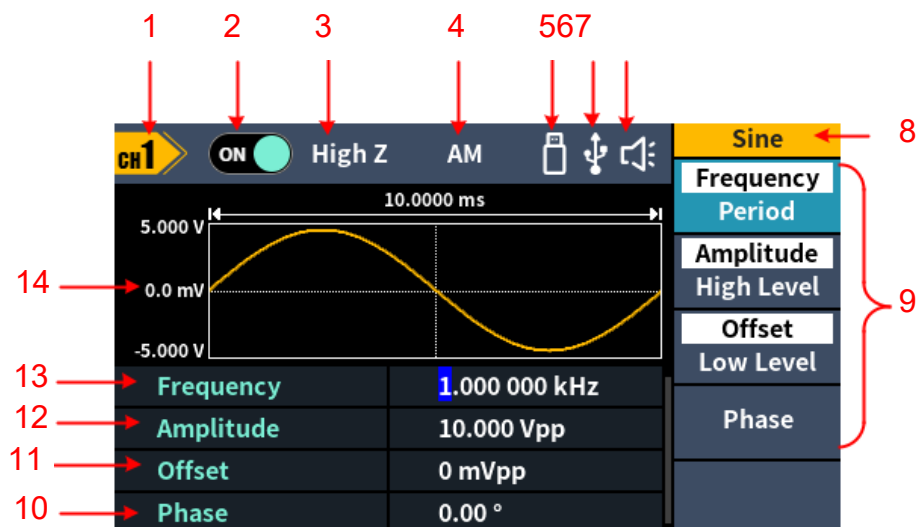 1 2 3 4 567
CH1 ON High Z AM
Sine
8
Frequency
Period
Amplitude
High Level
Offset
Low Level
Phase
9
10.0000 ms
5.000 V
14
0.0 mV
-5.000 V
13 Frequency 1.000 000 kHz
12 Amplitude 10.000 Vpp
11 Offset 0 mVpp
10 Phase 0.00 °